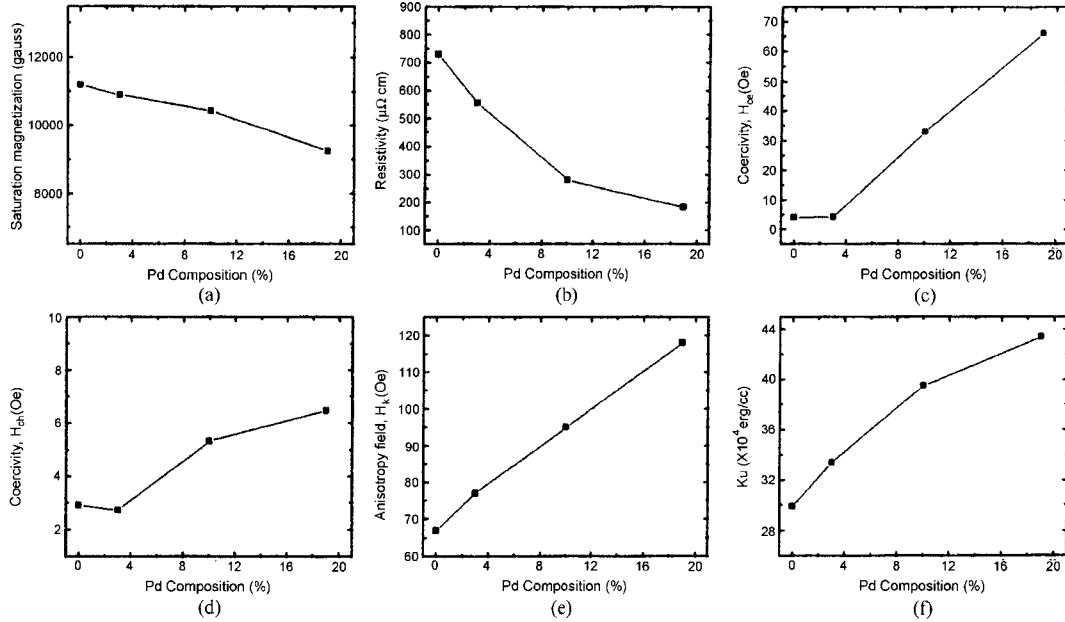 Saturation magnetization (gauss)
12000
10000
8000
0 4 8 12 16 20
Pd Composition (%)
(a)
Resistivity (μΩ cm)
900
800
700
600
500
400
300
200
100
0 4 8 12 16 20
Pd Composition (%)
(b)
Coercivity, Hce(Oe)
70
60
50
40
30
20
10
0
0 4 8 12 16 20
Pd Composition (%)
(c)
Coercivity, Hch(Oe)
10
8
6
4
2
0 4 8 12 16 20
Pd Composition (%)
(d)
Anisotropy field, Hk(Oe)
120
110
100
90
80
70
60
0 4 8 12 16 20
Pd Composition (%)
(e)
Ku (X10⁴ erg/cc)
44
40
36
32
28
0 4 8 12 16 20
Pd Composition (%)
(f)